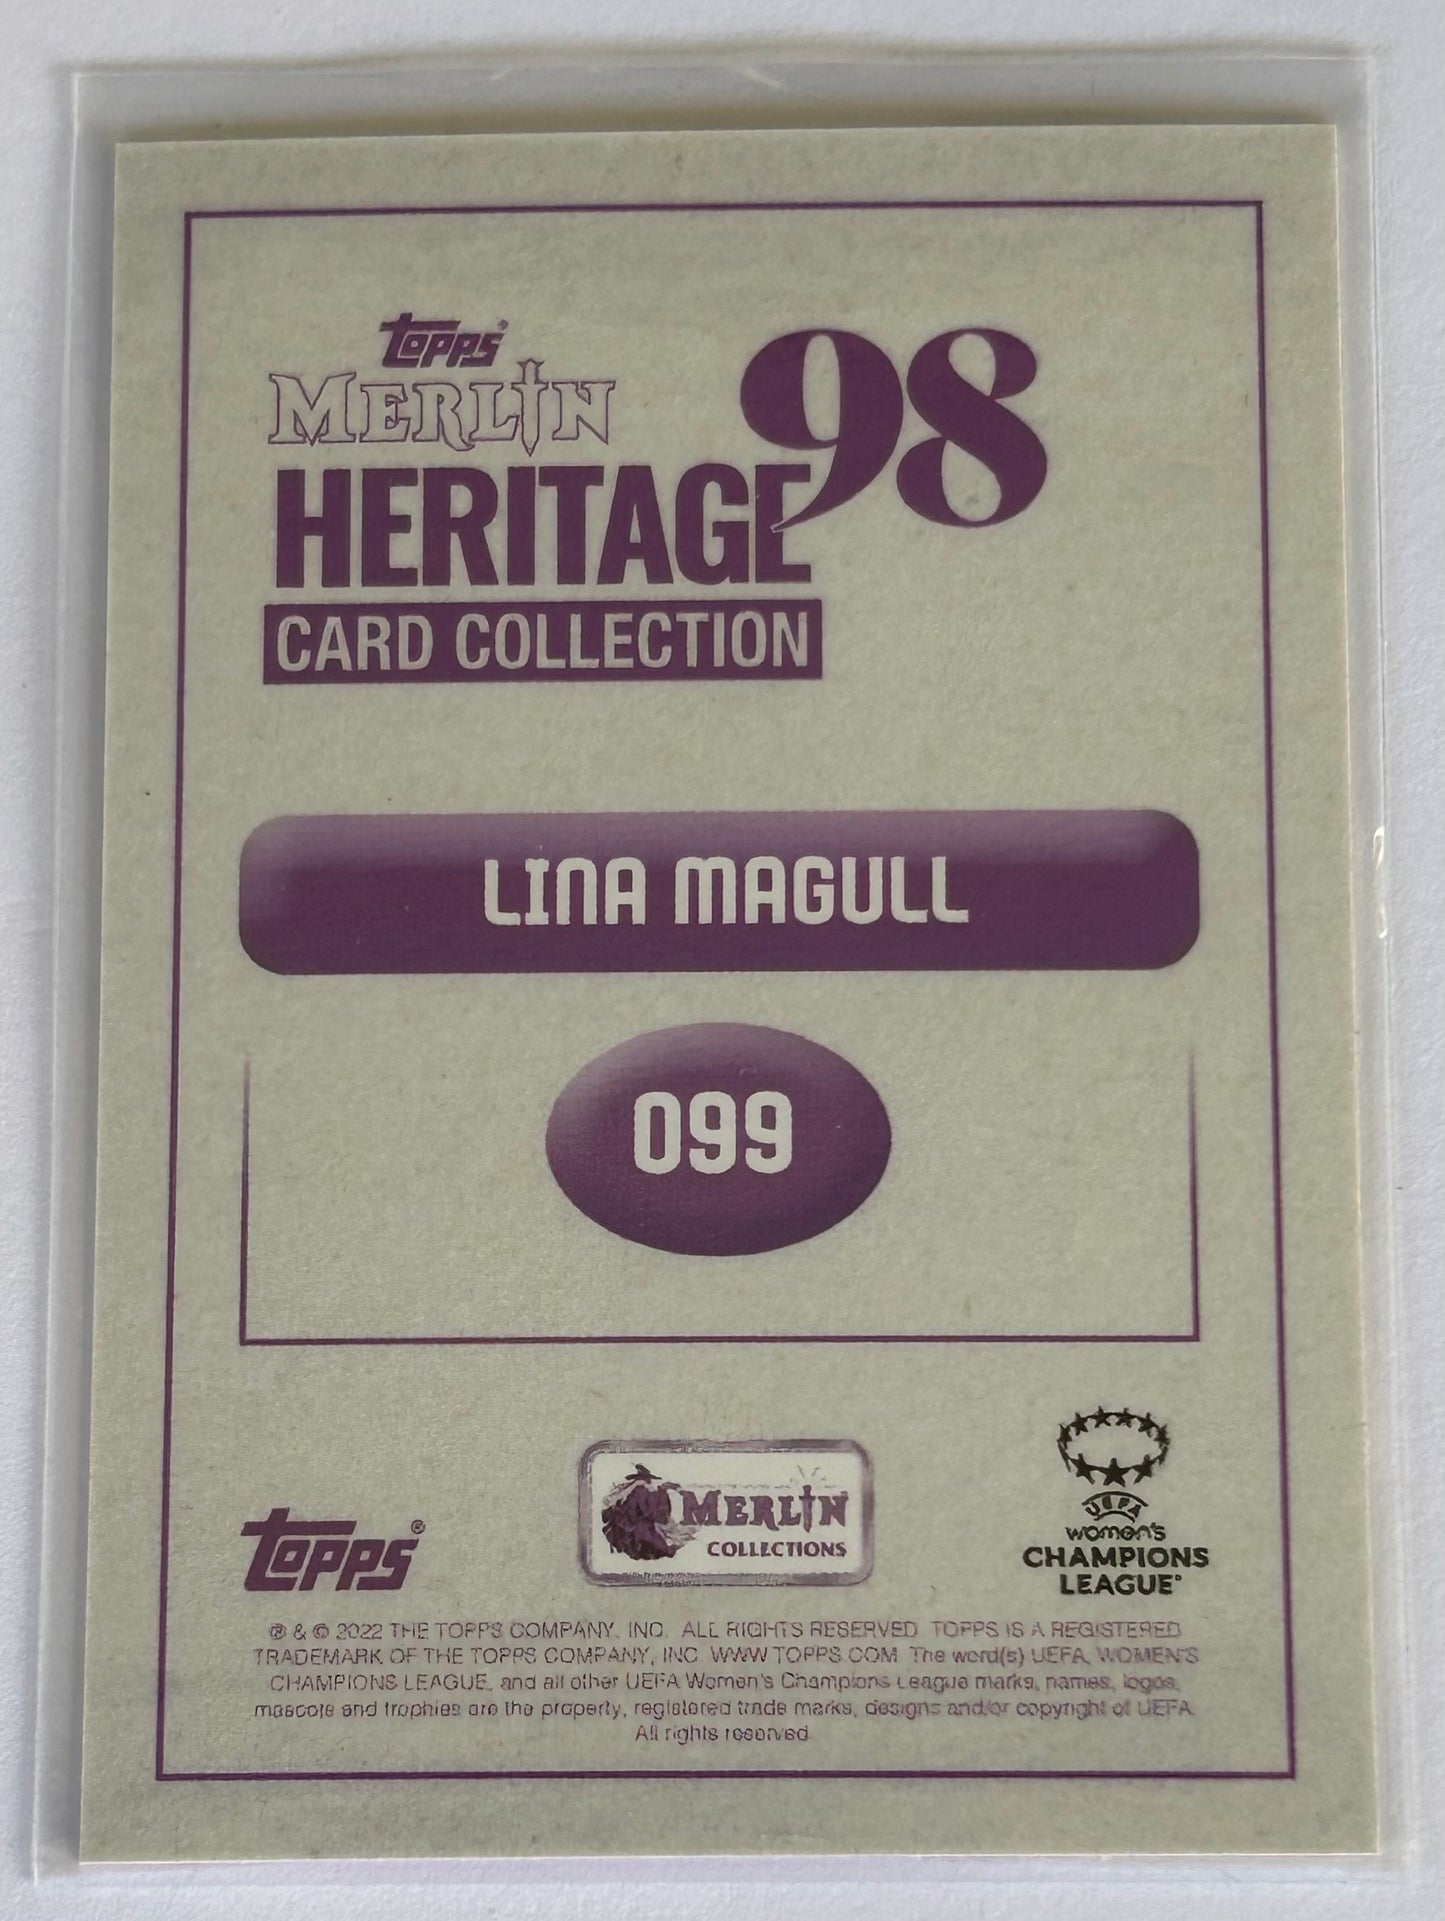 TOPPS®
MERLIN
HERITAGE 98
CARD COLLECTION
LINA MAGULL
099
TOPPS®
MERLIN
COLLECTIONS
UEFA
WOMEN'S
CHAMPIONS
LEAGUE®
® & © 2022 THE TOPPS COMPANY, INC. ALL RIGHTS RESERVED. TOPPS IS A REGISTERED
TRADEMARK OF THE TOPPS COMPANY, INC. WWW.TOPPS.COM. The word(s) UEFA, WOMEN'S
CHAMPIONS LEAGUE, and all other UEFA Women's Champions League marks, names, logos,
mascots and trophies are the property, registered trade marks, designs and/or copyright of UEFA.
All rights reserved.